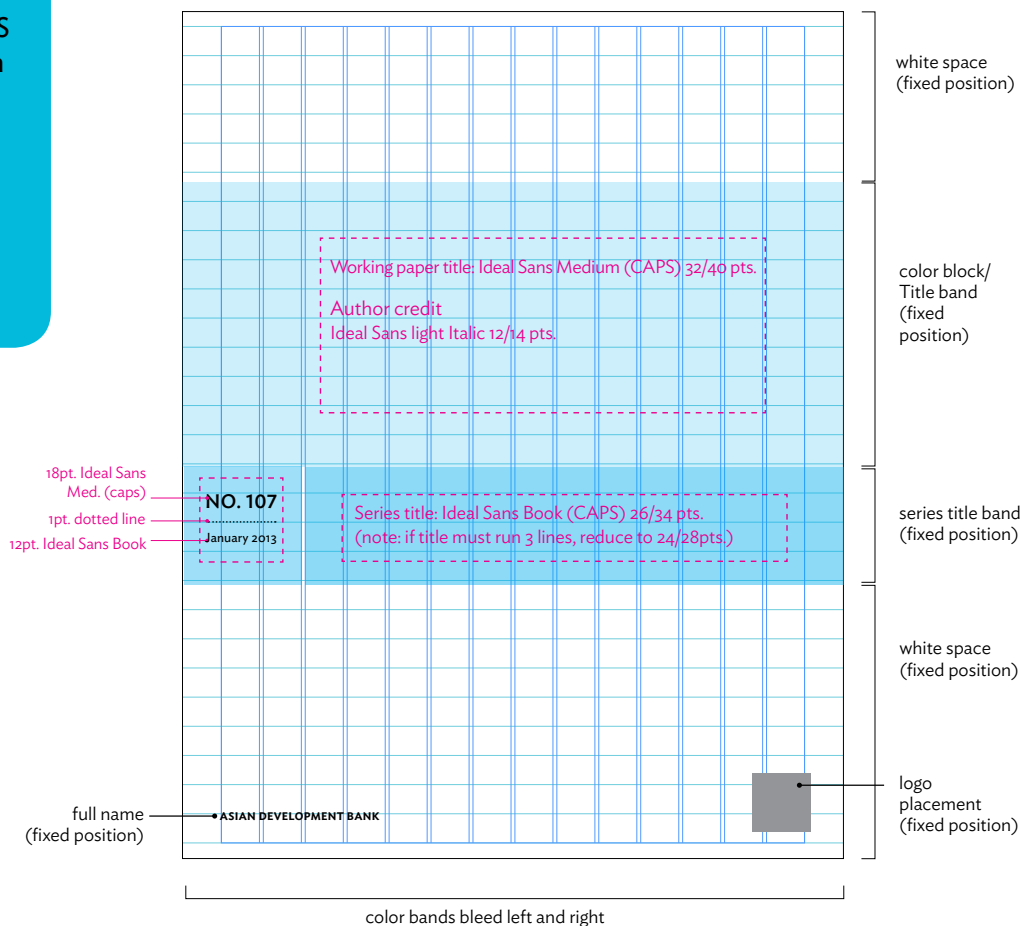 S
white space
(fixed position)
Working paper title: Ideal Sans Medium (CAPS) 32/40 pts.
Author credit
Ideal Sans light Italic 12/14 pts.
color block/
Title band
(fixed
position)
18pt. Ideal Sans
Med. (caps)
1pt. dotted line
12pt. Ideal Sans Book
NO. 107
January 2013
Series title: Ideal Sans Book (CAPS) 26/34 pts.
(note: if title must run 3 lines, reduce to 24/28pts.)
series title band
(fixed position)
white space
(fixed position)
logo
placement
(fixed position)
full name
(fixed position)
ASIAN DEVELOPMENT BANK
color bands bleed left and right